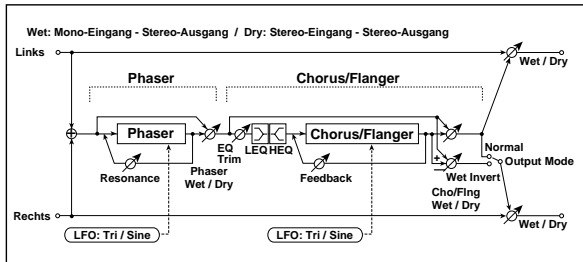 Wet: Mono-Eingang - Stereo-Ausgang / Dry: Stereo-Eingang - Stereo-Ausgang
Links
Wet / Dry
Phaser
Chorus/Flanger
Phaser
EQ
Trim
LEQ HEQ
Chorus/Flanger
Normal
Output Mode
Resonance
Phaser
Wet / Dry
Feedback
Wet Invert
Cho/Flng
Wet / Dry
Rechts
Wet / Dry
LFO: Tri / Sine
LFO: Tri / Sine